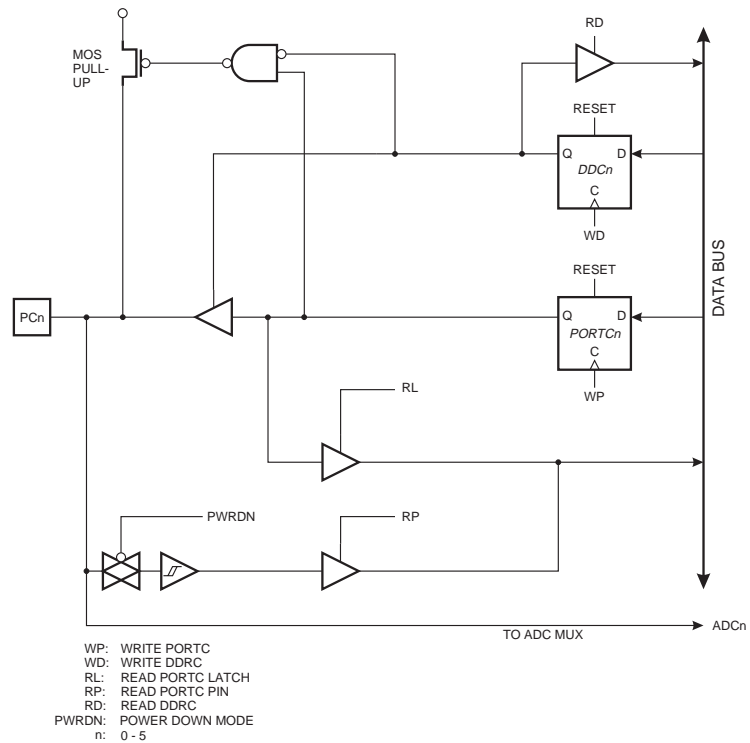 RD
MOS
PULL-
UP
RESET
Q D
DDCn
C
WD
DATA BUS
RESET
PCn
Q D
PORTCn
C
WP
RL
PWRDN
RP
TO ADC MUX
ADCn
WP: WRITE PORTC
WD: WRITE DDRC
RL: READ PORTC LATCH
RP: READ PORTC PIN
RD: READ DDRC
PWRDN: POWER DOWN MODE
n: 0 - 5